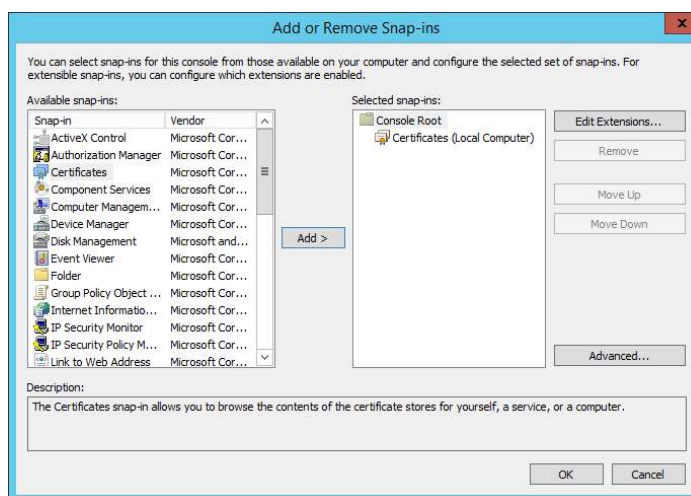 Add or Remove Snap-ins
x
You can select snap-ins for this console from those available on your computer and configure the selected set of snap-ins. For
extensible snap-ins, you can configure which extensions are enabled.
Available snap-ins:
Snap-in Vendor
ActiveX Control Microsoft Cor...
Authorization Manager Microsoft Cor...
Certificates Microsoft Cor...
Component Services Microsoft Cor...
Computer Managem... Microsoft Cor...
Device Manager Microsoft Cor...
Disk Management Microsoft and...
Event Viewer Microsoft Cor...
Folder Microsoft Cor...
Group Policy Object ... Microsoft Cor...
Internet Informatio... Microsoft Cor...
IP Security Monitor Microsoft Cor...
IP Security Policy M... Microsoft Cor...
Link to Web Address Microsoft Cor...
Add >
Selected snap-ins:
Console Root
Certificates (Local Computer)
Edit Extensions...
Remove
Move Up
Move Down
Advanced...
Description:
The Certificates snap-in allows you to browse the contents of the certificate stores for yourself, a service, or a computer.
OK Cancel